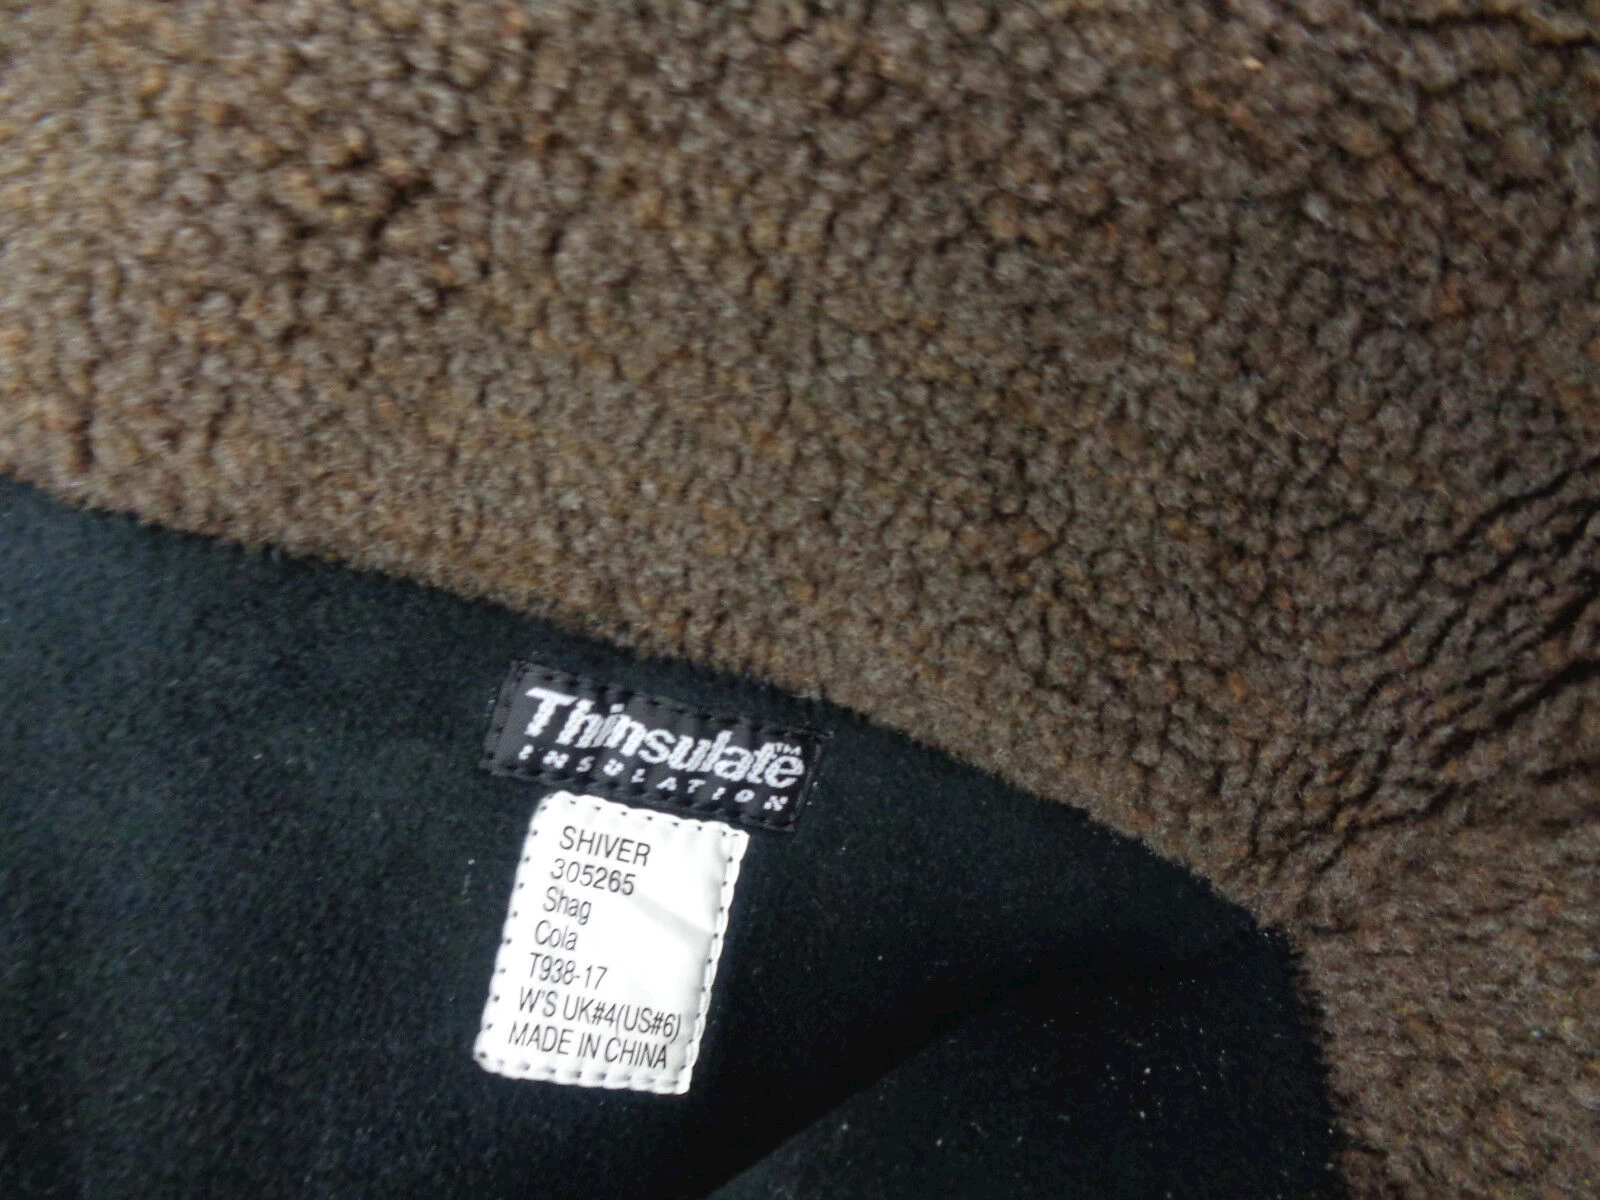 Thinsulate™
INSULATION
SHIVER
305265
Shag
Cola
T938-17
W'S UK#4(US#6)
MADE IN CHINA